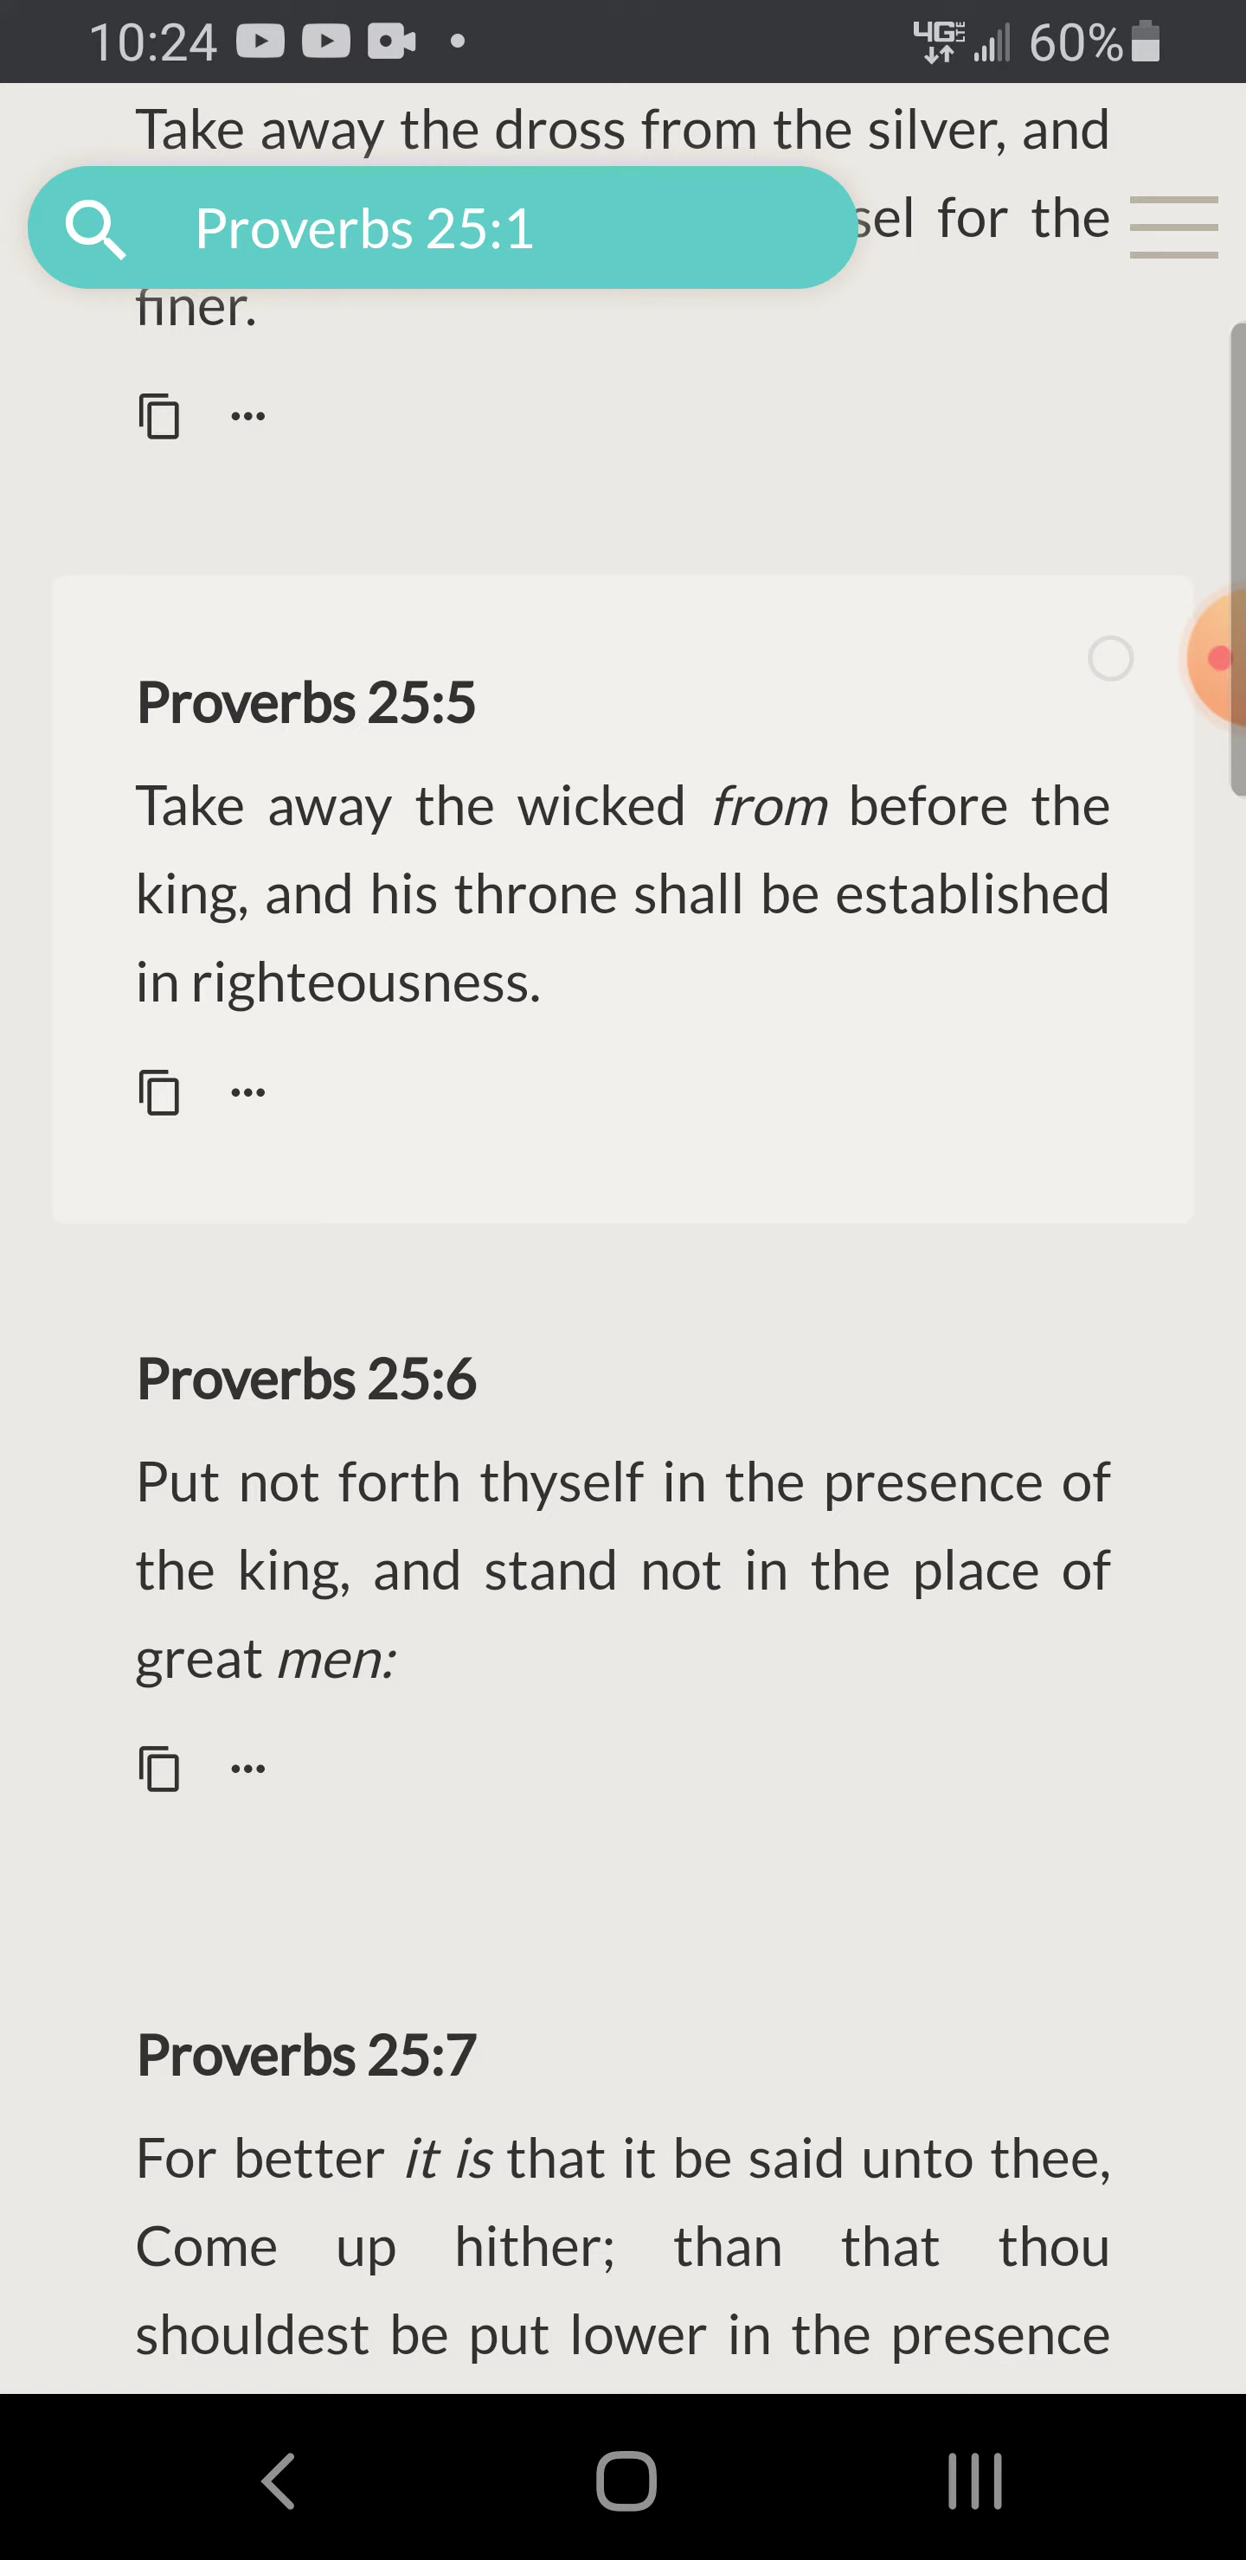 10:24
4G LTE 60%
Take away the dross from the silver, and
Proverbs 25:1
sel for the
finer.
Proverbs 25:5
Take away the wicked from before the
king, and his throne shall be established
in righteousness.
Proverbs 25:6
Put not forth thyself in the presence of
the king, and stand not in the place of
great men:
Proverbs 25:7
For better it is that it be said unto thee,
Come up hither; than that thou
shouldest be put lower in the presence